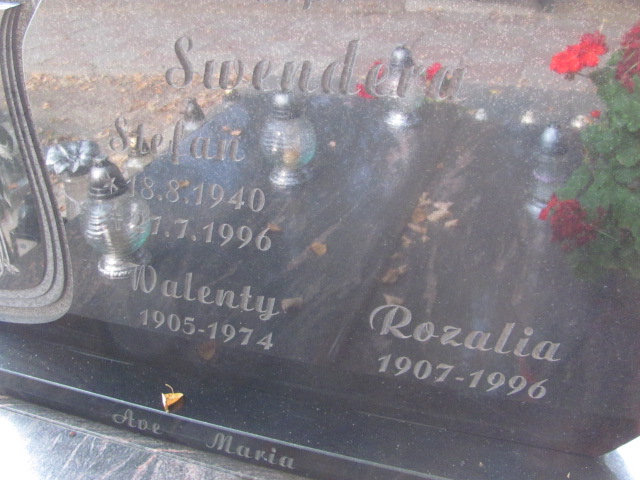 Swendera
Stefan
18.8.1940
7.7.1996
Walenty
1905-1974
Rozalia
1907-1996
Ave Maria